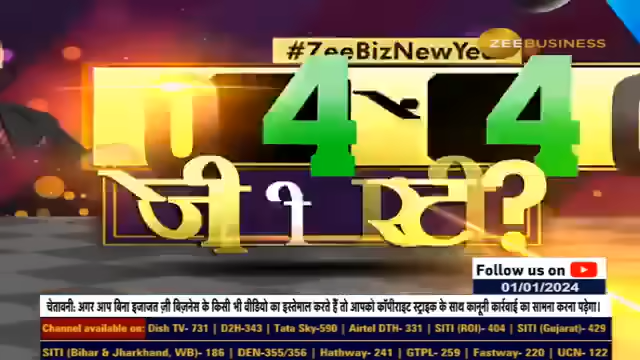 #ZeeBizNewYe
ZEEBUSINESS
4 4
?
Follow us on
01/01/2024
चेतावनी: अगर आप बिना इजाजत ज़ी बिज़नेस के किसी भी वीडियो का इस्तेमाल करते हैं तो आपको कॉपीराइट स्ट्राइक के साथ कानूनी कार्रवाई का सामना करना पड़ेगा।
Channel available on: Dish TV- 731 | D2H-343 | Tata Sky-590 | Airtel DTH- 331 | SITI (ROI)- 404 | SITI (Gujarat)- 429
SITI (Bihar & Jharkhand, WB)- 186 | DEN-355/356 | Hathway- 241 | GTPL- 259 | Fastway- 220 | UCN- 122